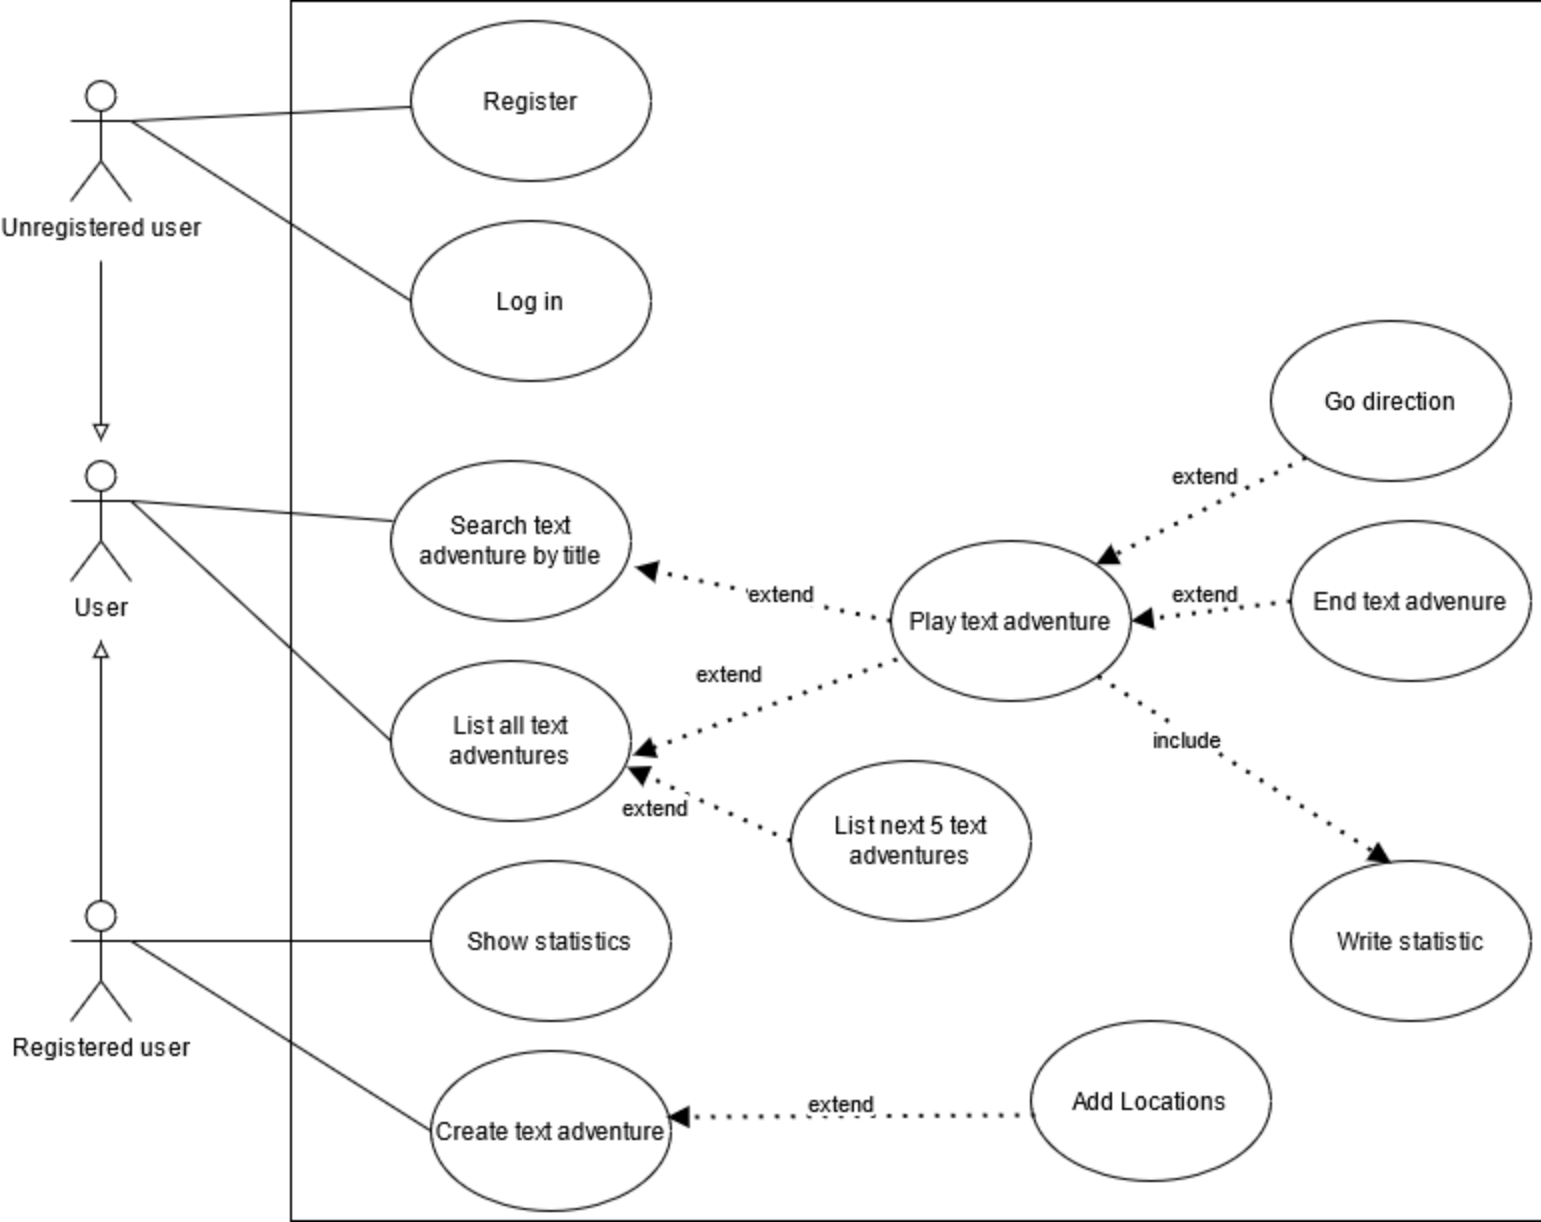 Register
Unregistered user
Log in
Go direction
extend
Search text
adventure by title
extend
extend
End text advenure
User
Play text adventure
extend
List all text
adventures
include
extend
List next 5 text
adventures
Show statistics
Write statistic
Registered user
extend
Add Locations
Create text adventure